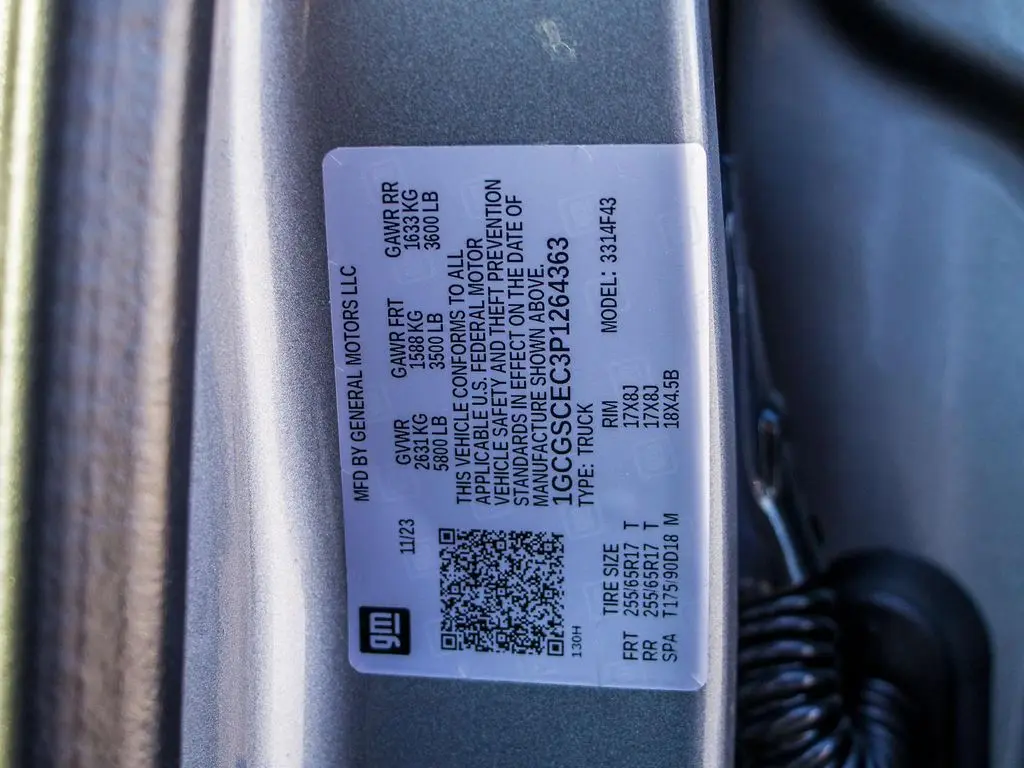 MFD BY GENERAL MOTORS LLC
gm
11/23
GVWR
2631 KG
5800 LB
GAWR FRT
1588 KG
3500 LB
GAWR RR
1633 KG
3600 LB
THIS VEHICLE CONFORMS TO ALL
APPLICABLE U.S. FEDERAL MOTOR
VEHICLE SAFETY AND THEFT PREVENTION
STANDARDS IN EFFECT ON THE DATE OF
MANUFACTURE SHOWN ABOVE.
1GCGSCEC3P1264363
TYPE: TRUCK
130H
TIRE SIZE RIM MODEL: 3314F43
FRT 255/65R17 T 17X8J
RR 255/65R17 T 17X8J
SPA T175/90D18 M 18X4.5B